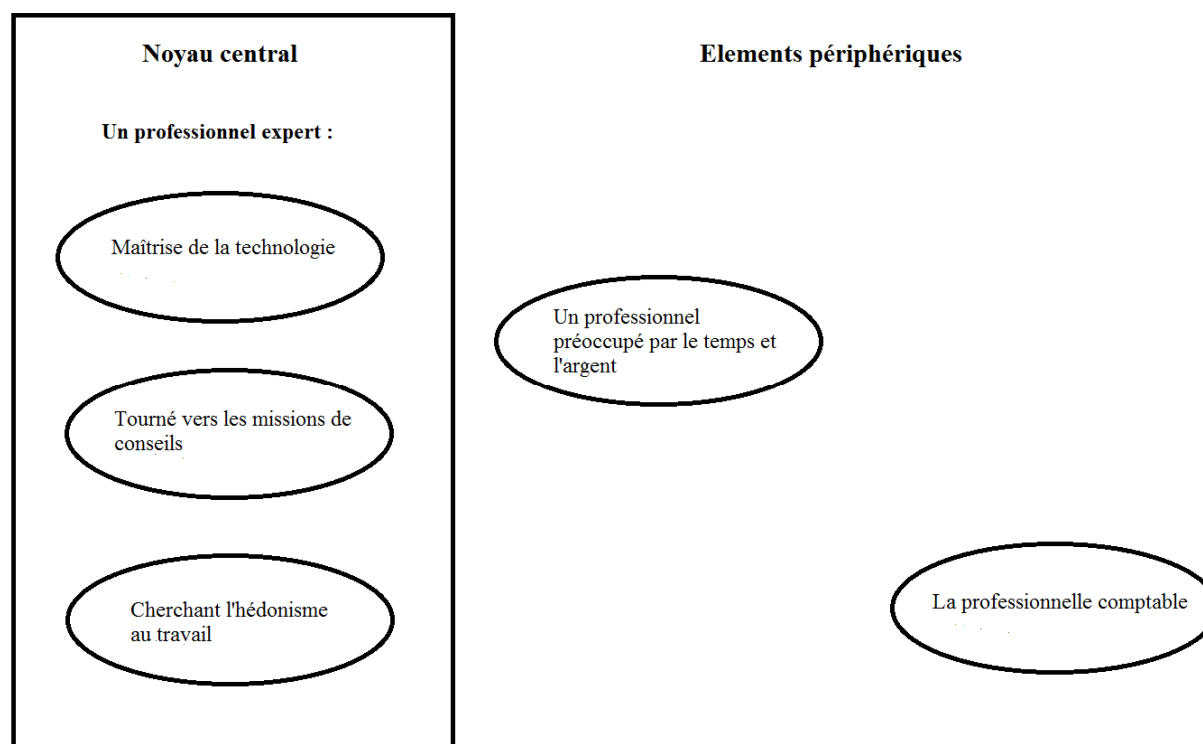 Noyau central
Elements périphériques
Un professionnel expert :
Maîtrise de la technologie
Un professionnel
préoccupé par le temps et
l'argent
Tourné vers les missions de
conseils
Cherchant l'hédonisme
au travail
La professionnelle comptable